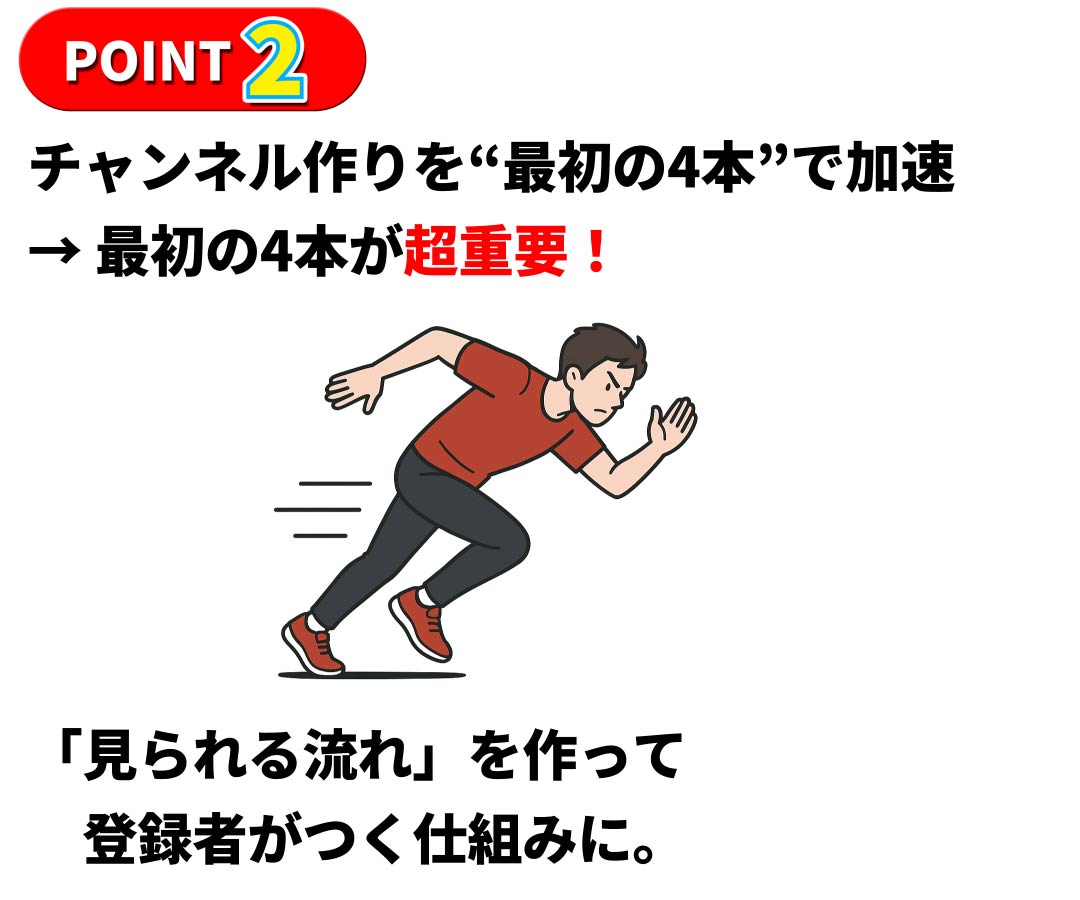 POINT 2
チャンネル作りを“最初の4本”で加速
→ 最初の4本が超重要！
「見られる流れ」を作って
登録者がつく仕組みに。